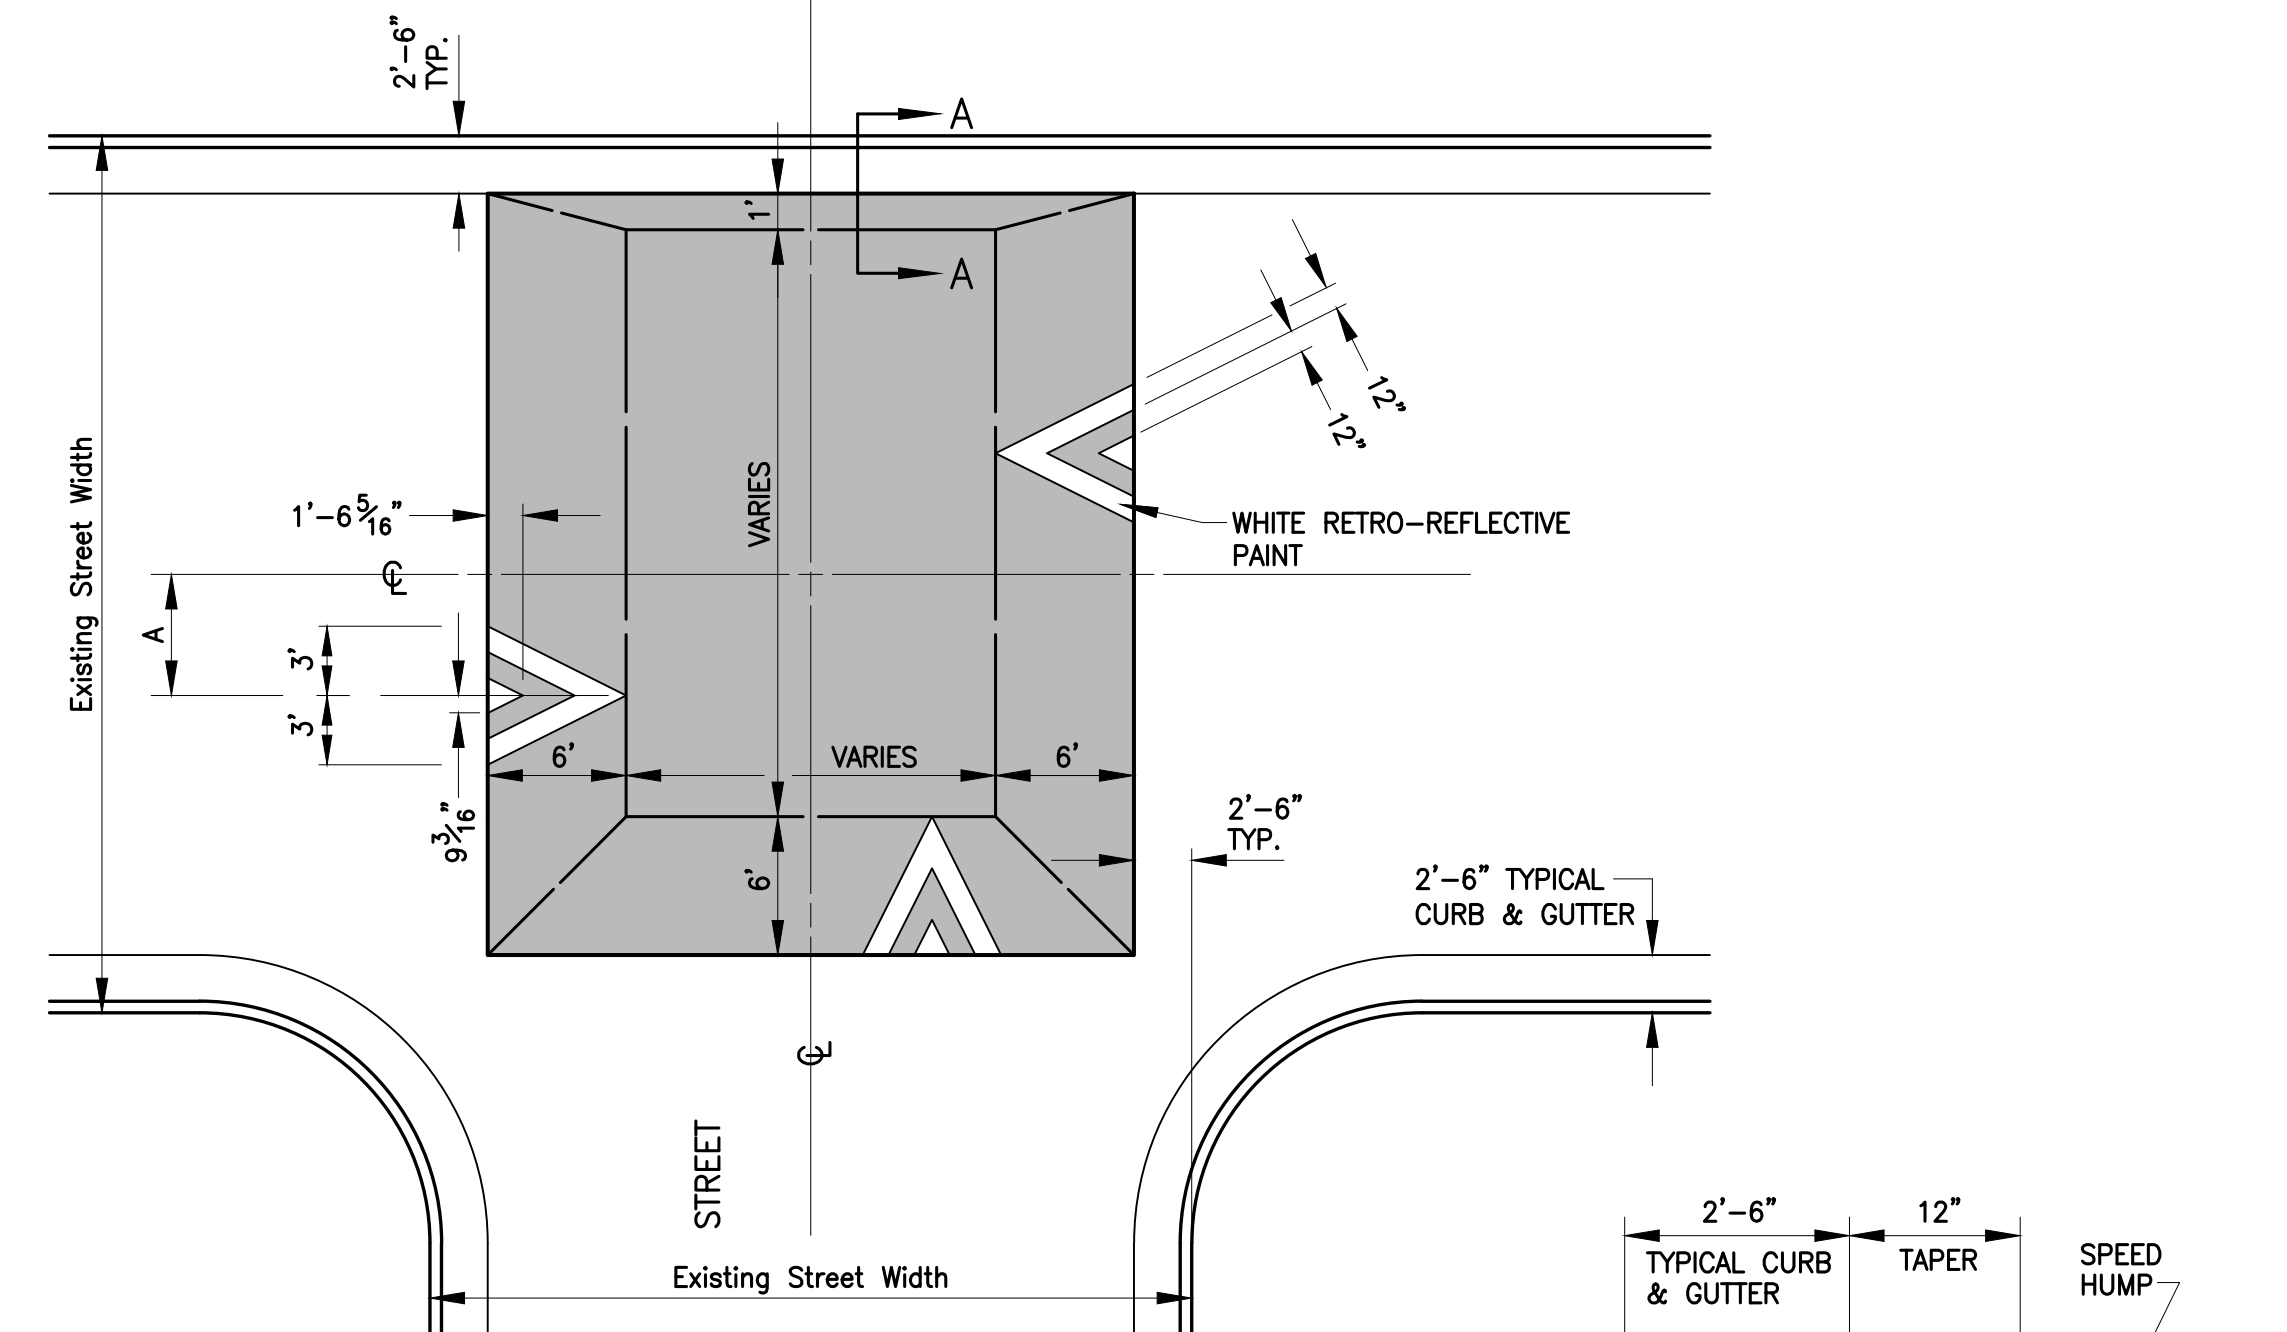 2'-6"
TYP.
A
1'
A
12"
12"
Existing Street Width
VARIES
1'-6 5/16"
WHITE RETRO-REFLECTIVE
PAINT
℄
A
3'
3'
6'
VARIES
6'
9 3/16"
2'-6"
TYP.
6'
2'-6" TYPICAL
CURB & GUTTER
℄
STREET
Existing Street Width
2'-6"
TYPICAL CURB
& GUTTER
12"
TAPER
SPEED
HUMP